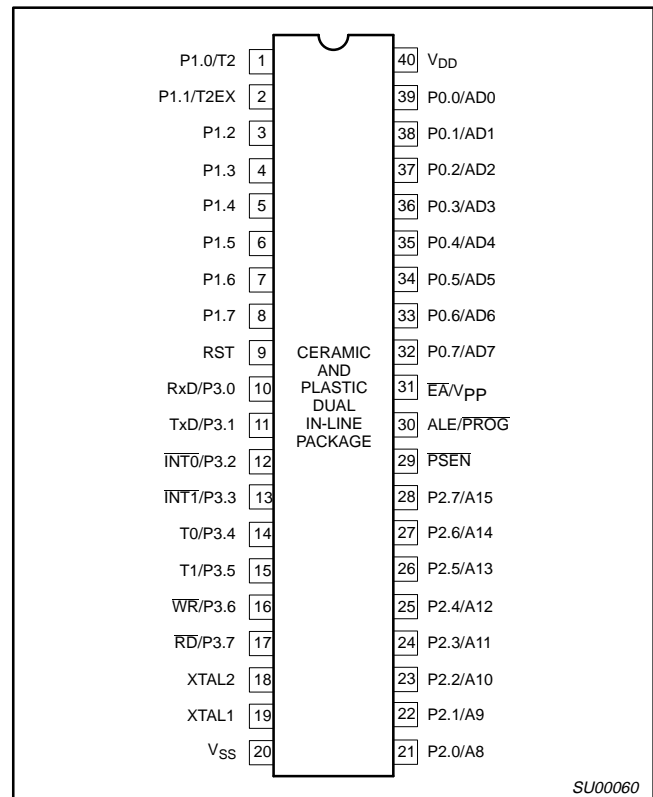 P1.0/T2 1 40 VDD
P1.1/T2EX 2 39 P0.0/AD0
P1.2 3 38 P0.1/AD1
P1.3 4 37 P0.2/AD2
P1.4 5 36 P0.3/AD3
P1.5 6 35 P0.4/AD4
P1.6 7 34 P0.5/AD5
P1.7 8 33 P0.6/AD6
RST 9 32 P0.7/AD7
RxD/P3.0 10 31 E̅A̅/VPP
TxD/P3.1 11 30 ALE/P̅R̅O̅G̅
I̅N̅T̅0̅/P3.2 12 29 P̅S̅E̅N̅
I̅N̅T̅1̅/P3.3 13 28 P2.7/A15
T0/P3.4 14 27 P2.6/A14
T1/P3.5 15 26 P2.5/A13
W̅R̅/P3.6 16 25 P2.4/A12
R̅D̅/P3.7 17 24 P2.3/A11
XTAL2 18 23 P2.2/A10
XTAL1 19 22 P2.1/A9
VSS 20 21 P2.0/A8
CERAMIC
AND
PLASTIC
DUAL
IN-LINE
PACKAGE
SU00060